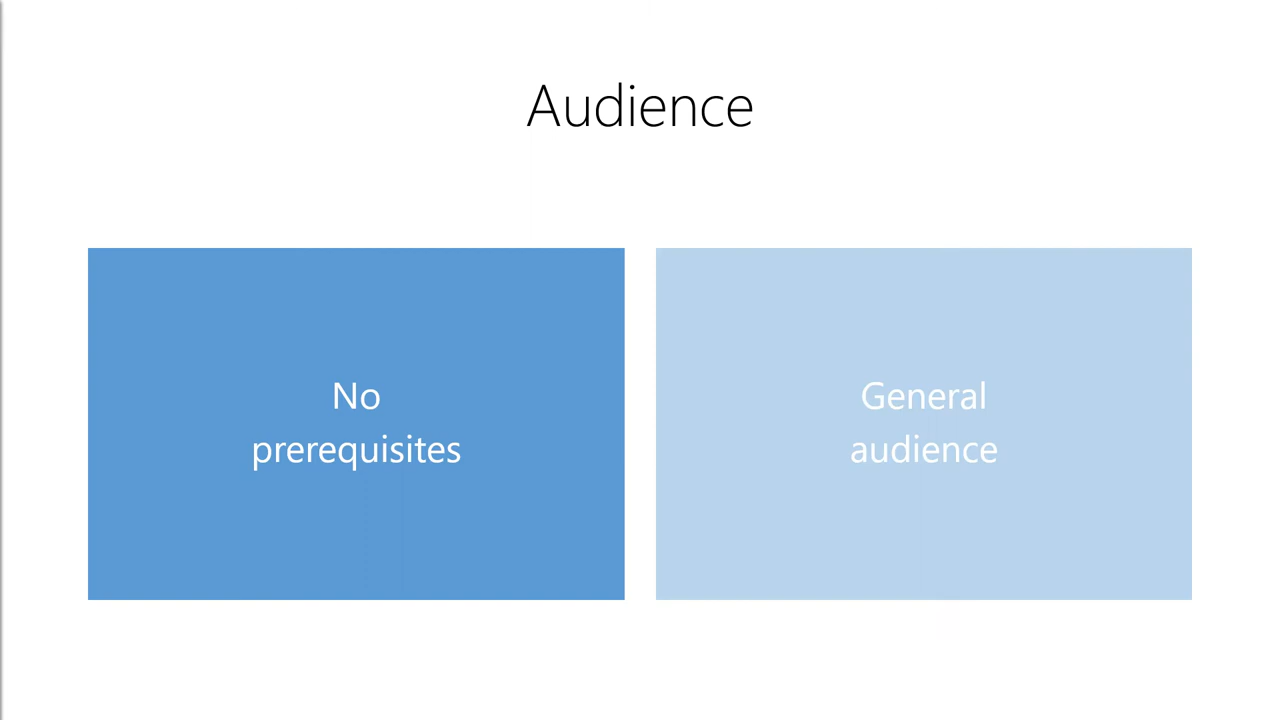 Audience
No
prerequisites
General
audience